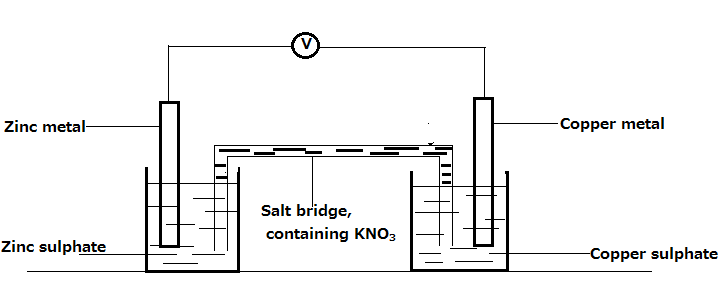 V
Zinc metal
Copper metal
Salt bridge,
containing KNO₃
Zinc sulphate
Copper sulphate